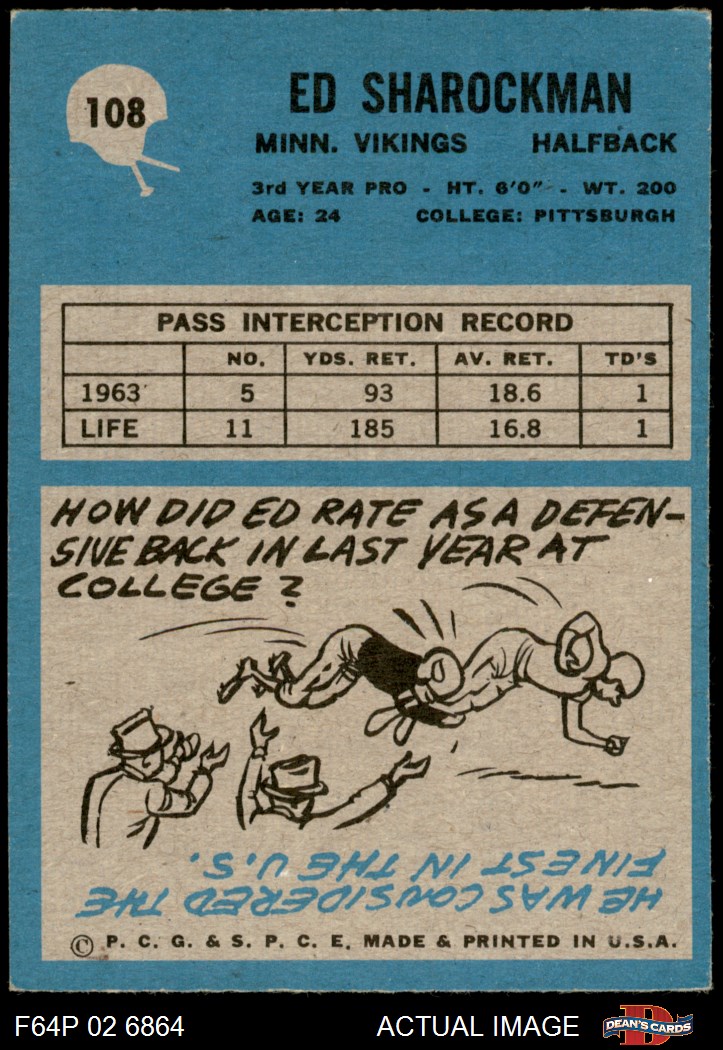 108
ED SHAROCKMAN
MINN. VIKINGS HALFBACK
3rd YEAR PRO - HT. 6'0" - WT. 200
AGE: 24 COLLEGE: PITTSBURGH
PASS INTERCEPTION RECORD
NO. YDS. RET. AV. RET. TD'S
1963 5 93 18.6 1
LIFE 11 185 16.8 1
HOW DID ED RATE AS A DEFEN-
SIVE BACK IN LAST YEAR AT
COLLEGE ?
HE WAS CONSIDERED THE
FINEST IN THE U.S.
© P. C. G. & S. P. C. E. MADE & PRINTED IN U.S.A.
F64P 02 6864 ACTUAL IMAGE
D
DEAN'S CARDS